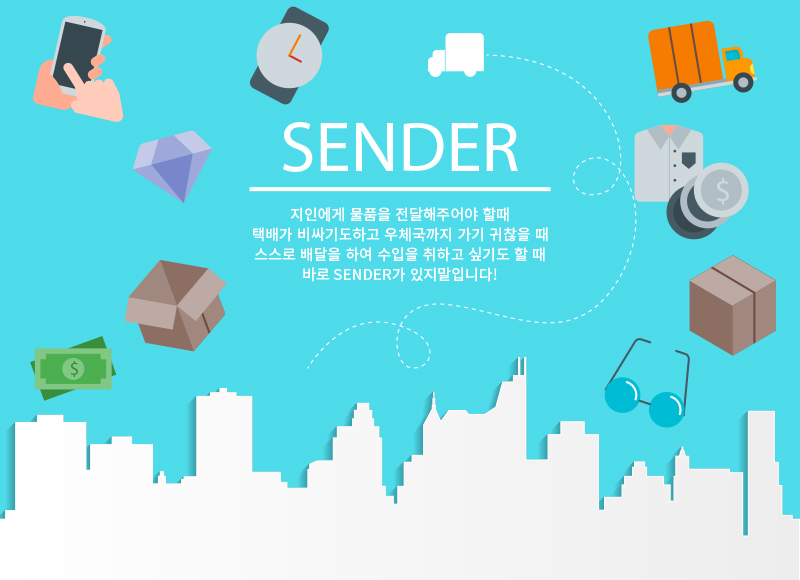 SENDER
지인에게 물품을 전달해주어야 할때
택배가 비싸기도하고 우체국까지 가기 귀찮을 때
스스로 배달을 하여 수입을 취하고 싶기도 할 때
바로 SENDER가 있지말입니다!
$
$